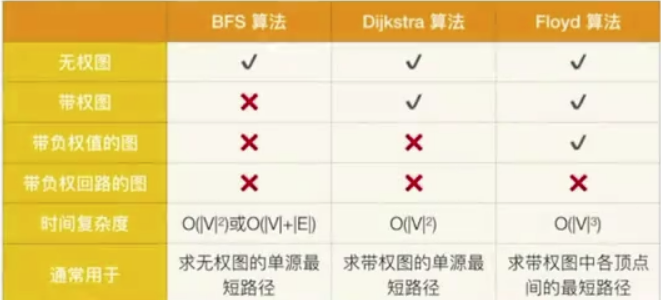 BFS 算法 Dijkstra 算法 Floyd 算法
无权图 ✓ ✓ ✓
带权图 ✗ ✓ ✓
带负权值的图 ✗ ✗ ✓
带负权回路的图 ✗ ✗ ✗
时间复杂度 O(|V|²)或O(|V|+|E|) O(|V|²) O(|V|³)
通常用于 求无权图的单源最短路径 求带权图的单源最短路径 求带权图中各顶点间的最短路径